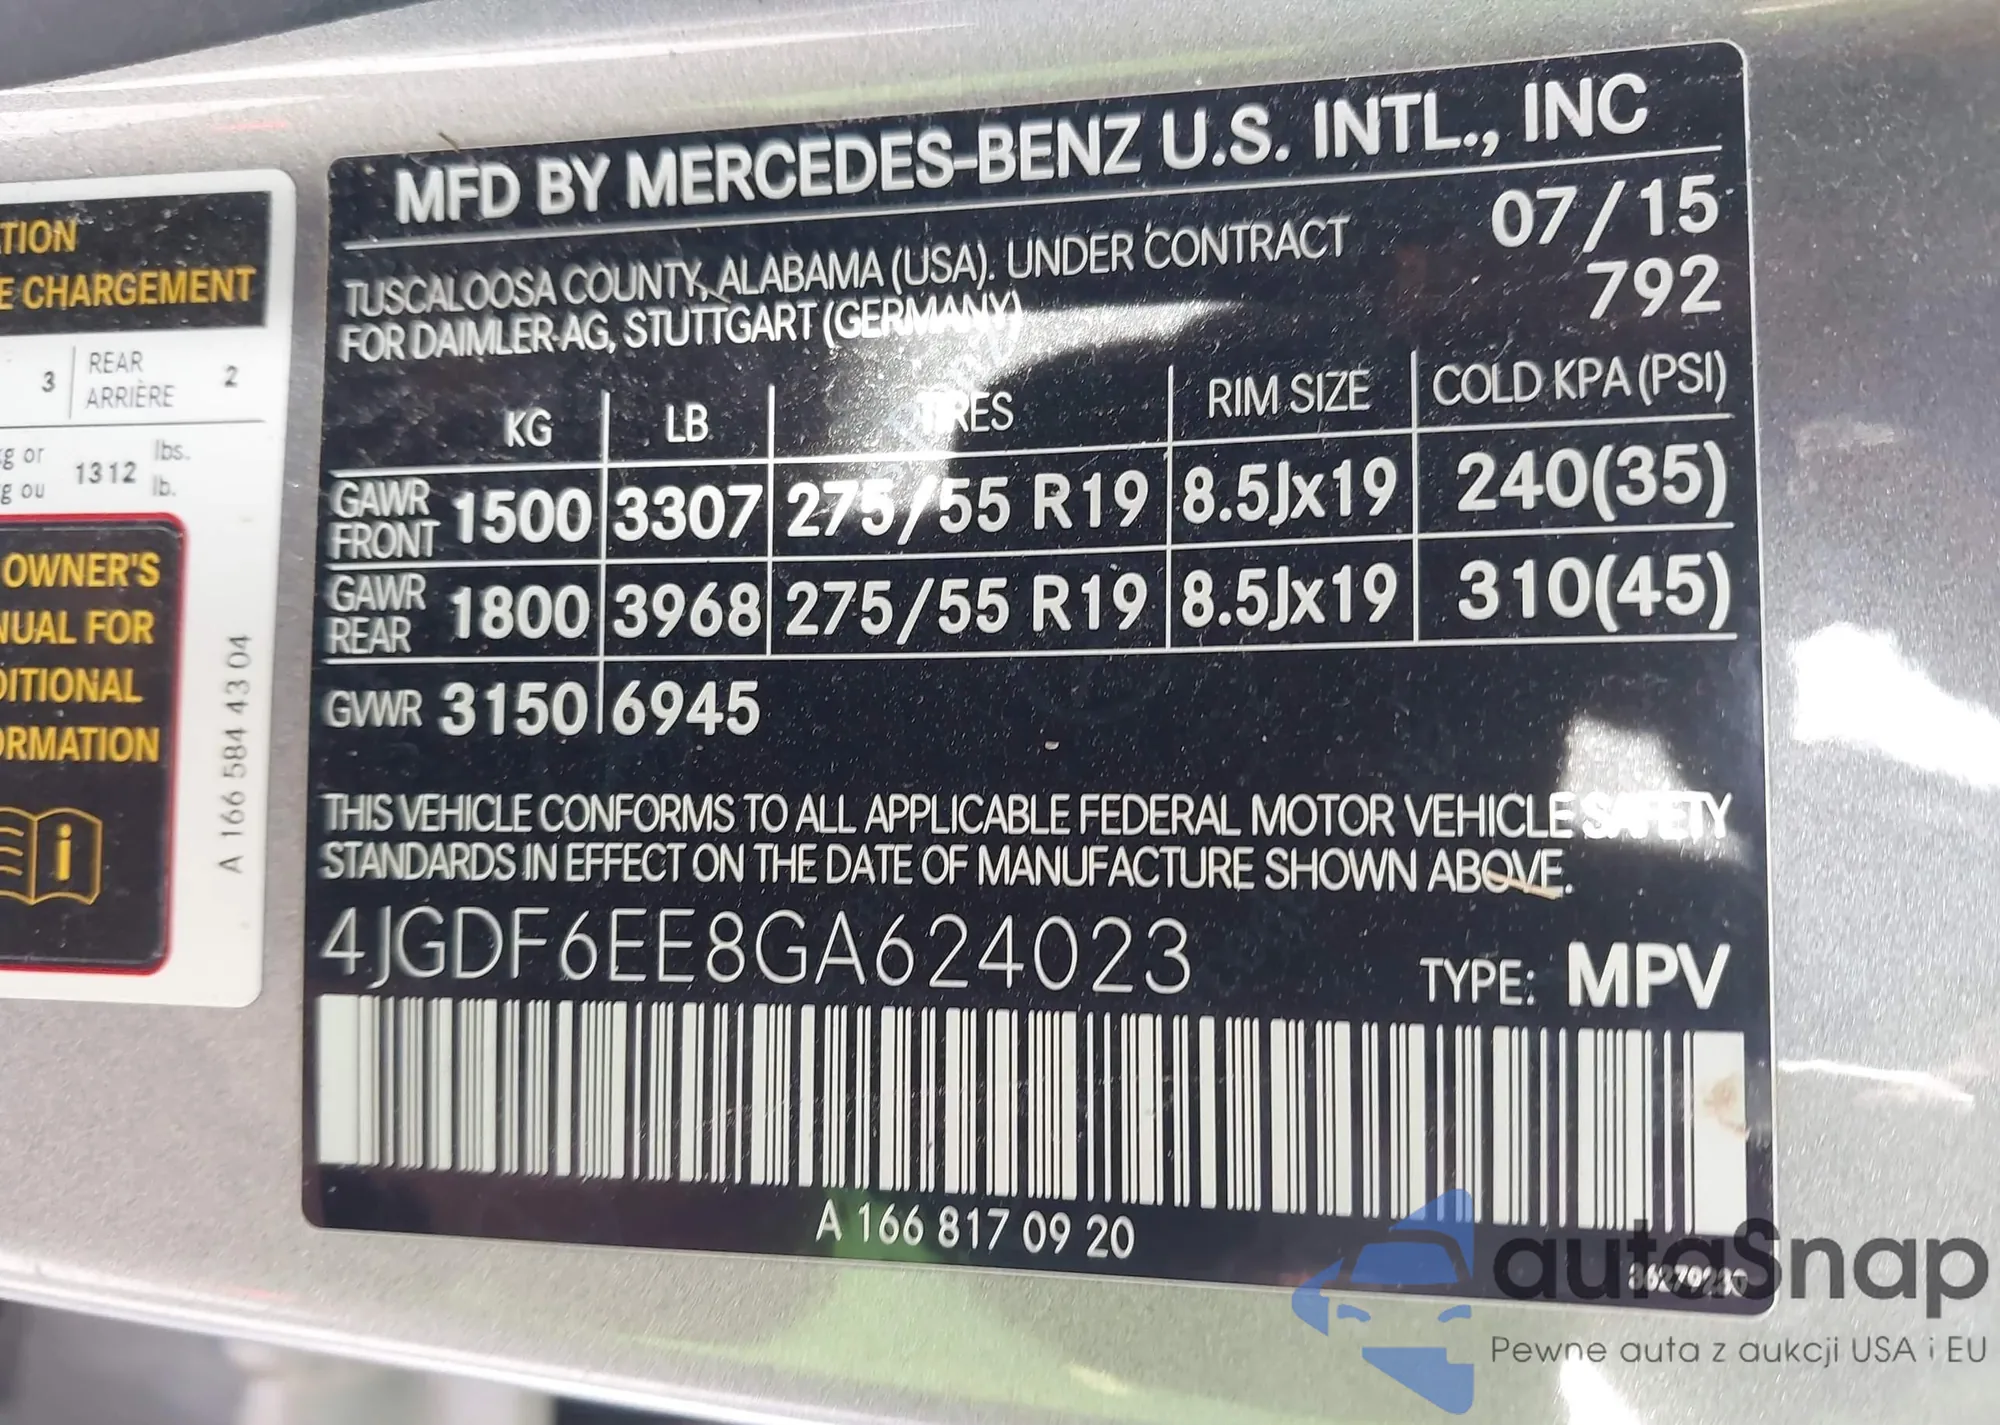 TION
E CHARGEMENT
3 REAR ARRIÈRE 2
kg or
kg ou 1312 lbs.
lb.
OWNER'S
NUAL FOR
DITIONAL
ORMATION
i
A 166 584 43 04
MFD BY MERCEDES-BENZ U.S. INTL., INC
TUSCALOOSA COUNTY, ALABAMA (USA). UNDER CONTRACT
FOR DAIMLER AG, STUTTGART (GERMANY)
07/15
792
KG LB TIRES RIM SIZE COLD KPA (PSI)
GAWR FRONT 1500 3307 275/55 R19 8.5Jx19 240(35)
GAWR REAR 1800 3968 275/55 R19 8.5Jx19 310(45)
GVWR 3150 6945
THIS VEHICLE CONFORMS TO ALL APPLICABLE FEDERAL MOTOR VEHICLE SAFETY
STANDARDS IN EFFECT ON THE DATE OF MANUFACTURE SHOWN ABOVE.
4JGDF6EE8GA624023
TYPE: MPV
A 166 817 09 20
autaSnap
Pewne auta z aukcji USA i EU